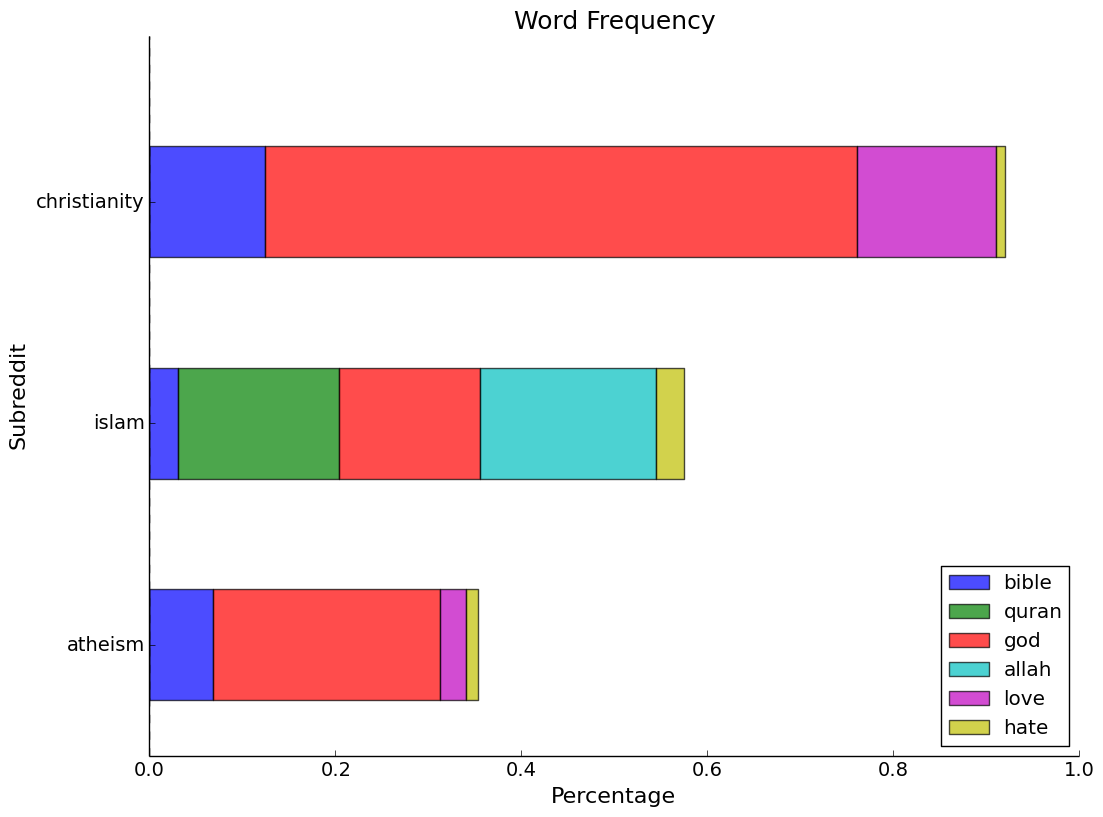 Word Frequency
christianity
islam
atheism
Subreddit
bible
quran
god
allah
love
hate
0.0 0.2 0.4 0.6 0.8 1.0
Percentage